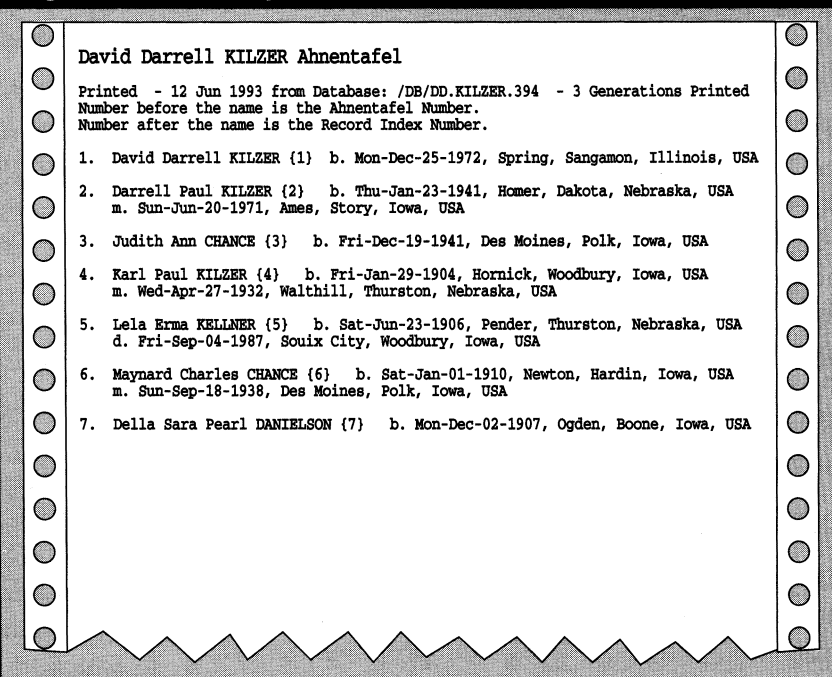 David Darrell KILZER Ahnentafel
Printed - 12 Jun 1993 from Database: /DB/DD.KILZER.394 - 3 Generations Printed
Number before the name is the Ahnentafel Number.
Number after the name is the Record Index Number.
1. David Darrell KILZER {1} b. Mon-Dec-25-1972, Spring, Sangamon, Illinois, USA
2. Darrell Paul KILZER {2} b. Thu-Jan-23-1941, Homer, Dakota, Nebraska, USA
m. Sun-Jun-20-1971, Ames, Story, Iowa, USA
3. Judith Ann CHANCE {3} b. Fri-Dec-19-1941, Des Moines, Polk, Iowa, USA
4. Karl Paul KILZER {4} b. Fri-Jan-29-1904, Hornick, Woodbury, Iowa, USA
m. Wed-Apr-27-1932, Walthill, Thurston, Nebraska, USA
5. Lela Erma KELLNER {5} b. Sat-Jun-23-1906, Pender, Thurston, Nebraska, USA
d. Fri-Sep-04-1987, Souix City, Woodbury, Iowa, USA
6. Maynard Charles CHANCE {6} b. Sat-Jan-01-1910, Newton, Hardin, Iowa, USA
m. Sun-Sep-18-1938, Des Moines, Polk, Iowa, USA
7. Della Sara Pearl DANIELSON {7} b. Mon-Dec-02-1907, Ogden, Boone, Iowa, USA